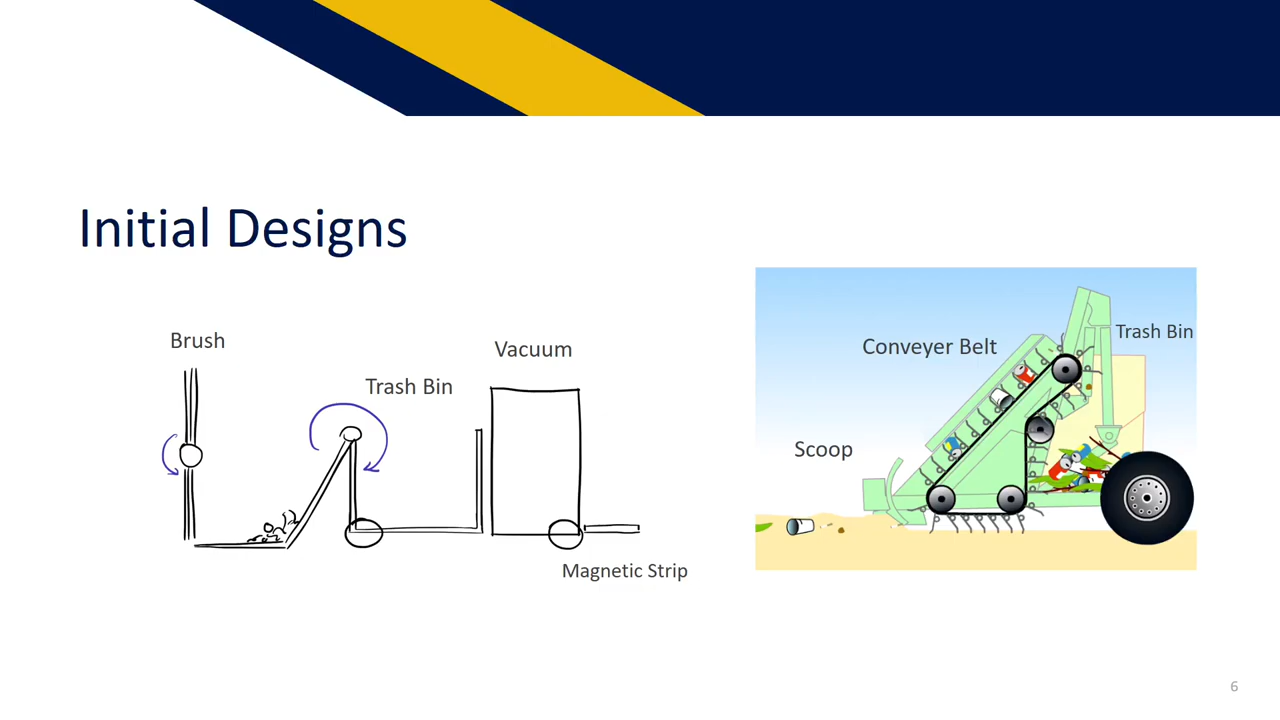 Initial Designs
Brush
Vacuum
Trash Bin
Magnetic Strip
Conveyer Belt
Trash Bin
Scoop
6